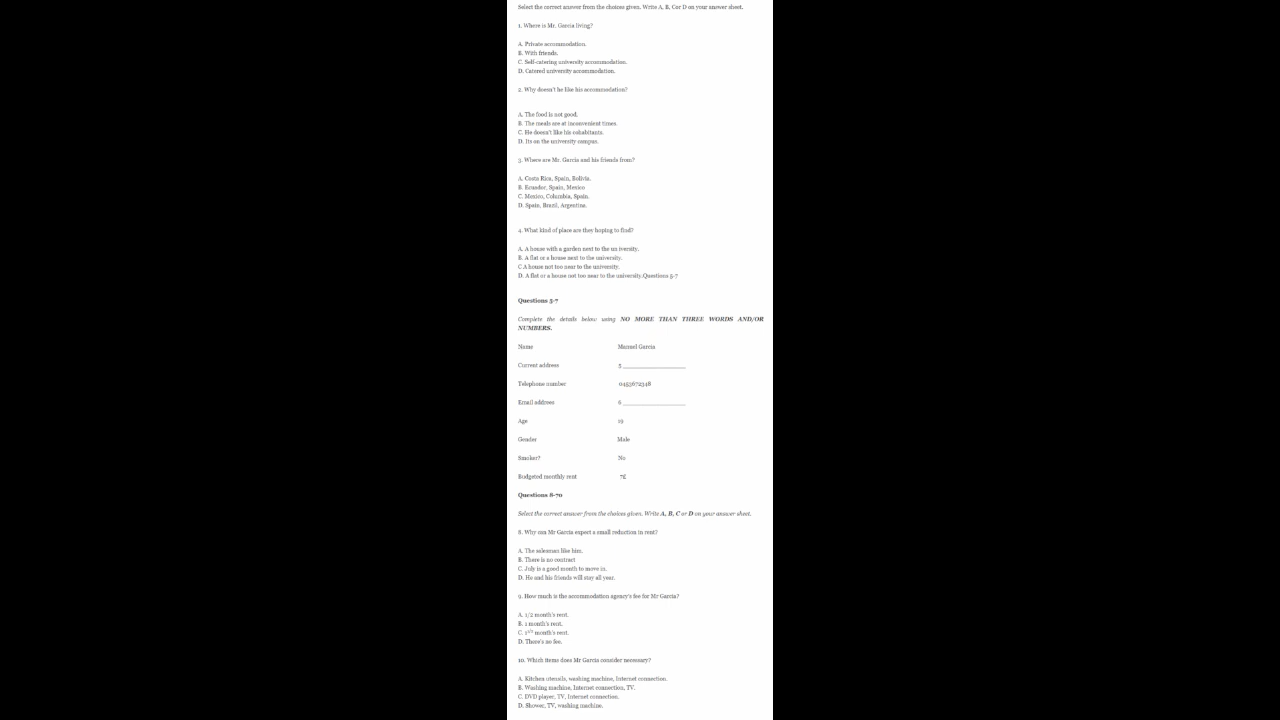 Select the correct answer from the choices given. Write A, B, C or D on your answer sheet.
1. Where is Mr. Garcia living?
A. Private accommodation.
B. With friends.
C. Self-catering university accommodation.
D. Catered university accommodation.
2. Why doesn't he like his accommodation?
A. The food is not good.
B. The meals are at inconvenient times.
C. He doesn't like his cohabitants.
D. Its on the university campus.
3. Where are Mr. Garcia and his friends from?
A. Costa Rica, Spain, Bolivia.
B. Ecuador, Spain, Mexico
C. Mexico, Columbia, Spain.
D. Spain, Brazil, Argentina.
4. What kind of place are they hoping to find?
A. A house with a garden next to the un iversity.
B. A flat or a house next to the university.
C A house not too near to the university.
D. A flat or a house not too near to the university.Questions 5-7
Questions 5-7
Complete the details below using NO MORE THAN THREE WORDS AND/OR
NUMBERS.
Name Manuel Garcia
Current address 5 ____________________
Telephone number 0453672348
Email address 6 ____________________
Age 19
Gender Male
Smoker? No
Budgeted monthly rent 7£
Questions 8-70
Select the correct answer from the choices given. Write A, B, C or D on your answer sheet.
8. Why can Mr Garcia expect a small reduction in rent?
A. The salesman like him.
B. There is no contract
C. July is a good month to move in.
D. He and his friends will stay all year.
9. How much is the accommodation agency's fee for Mr Garcia?
A. 1/2 month's rent.
B. 1 month's rent.
C. 1¹/² month's rent.
D. There's no fee.
10. Which items does Mr Garcia consider necessary?
A. Kitchen utensils, washing machine, Internet connection.
B. Washing machine, Internet connection, TV.
C. DVD player, TV, Internet connection.
D. Shower, TV, washing machine.